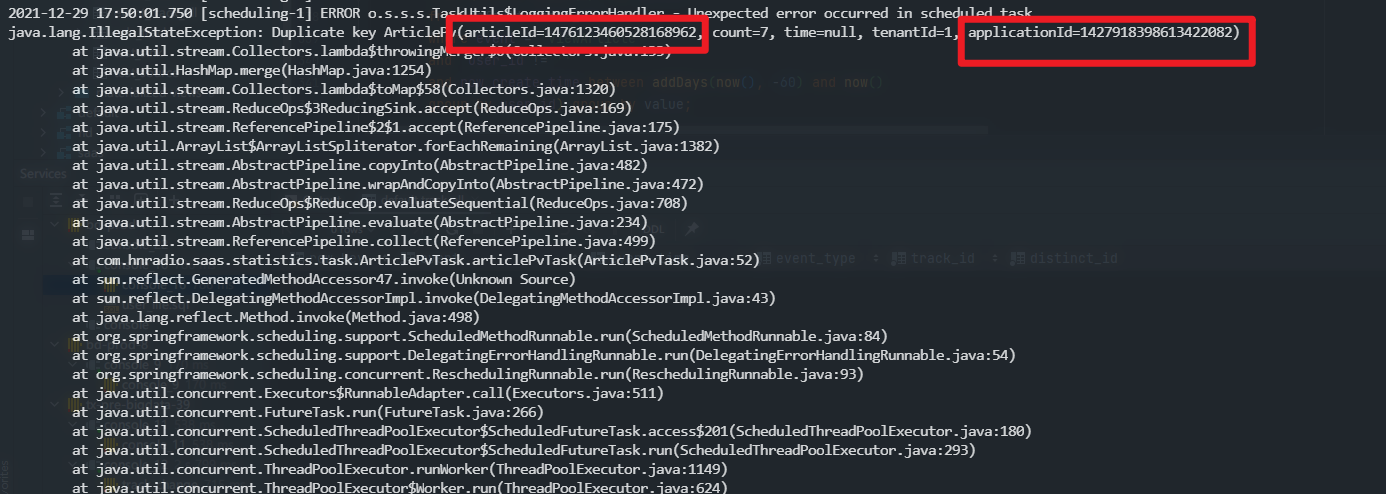 2021-12-29 17:50:01.750 [scheduling-1] ERROR o.s.s.s.TaskUtils$LoggingErrorHandler - Unexpected error occurred in scheduled task
java.lang.IllegalStateException: Duplicate key ArticlePv(articleId=1476123460528168962, count=7, time=null, tenantId=1, applicationId=1427918398613422082)
at java.util.stream.Collectors.lambda$throwingMerger$0(Collectors.java:133)
at java.util.HashMap.merge(HashMap.java:1254)
and create_time between addDays(now(), -60) and now()
at java.util.stream.Collectors.lambda$toMap$58(Collectors.java:1320)
value;
at java.util.stream.ReduceOps$3ReducingSink.accept(ReduceOps.java:169)
at java.util.stream.ReferencePipeline$2$1.accept(ReferencePipeline.java:175)
at java.util.ArrayList$ArrayListSpliterator.forEachRemaining(ArrayList.java:1382)
at java.util.stream.AbstractPipeline.copyInto(AbstractPipeline.java:482)
Services
at java.util.stream.AbstractPipeline.wrapAndCopyInto(AbstractPipeline.java:472)
at java.util.stream.ReduceOps$ReduceOp.evaluateSequential(ReduceOps.java:708)
at java.util.stream.AbstractPipeline.evaluate(AbstractPipeline.java:234)
at java.util.stream.ReferencePipeline.collect(ReferencePipeline.java:499)
at com.hnradio.saas.statistics.task.ArticlePvTask.articlePvTask(ArticlePvTask.java:52)
event_type track_id distinct_id
at sun.reflect.GeneratedMethodAccessor47.invoke(Unknown Source)
at sun.reflect.DelegatingMethodAccessorImpl.invoke(DelegatingMethodAccessorImpl.java:43)
at java.lang.reflect.Method.invoke(Method.java:498)
at org.springframework.scheduling.support.ScheduledMethodRunnable.run(ScheduledMethodRunnable.java:84)
at org.springframework.scheduling.support.DelegatingErrorHandlingRunnable.run(DelegatingErrorHandlingRunnable.java:54)
at org.springframework.scheduling.concurrent.ReschedulingRunnable.run(ReschedulingRunnable.java:93)
at java.util.concurrent.Executors$RunnableAdapter.call(Executors.java:511)
at java.util.concurrent.FutureTask.run(FutureTask.java:266)
at java.util.concurrent.ScheduledThreadPoolExecutor$ScheduledFutureTask.access$201(ScheduledThreadPoolExecutor.java:180)
at java.util.concurrent.ScheduledThreadPoolExecutor$ScheduledFutureTask.run(ScheduledThreadPoolExecutor.java:293)
at java.util.concurrent.ThreadPoolExecutor.runWorker(ThreadPoolExecutor.java:1149)
at java.util.concurrent.ThreadPoolExecutor$Worker.run(ThreadPoolExecutor.java:624)